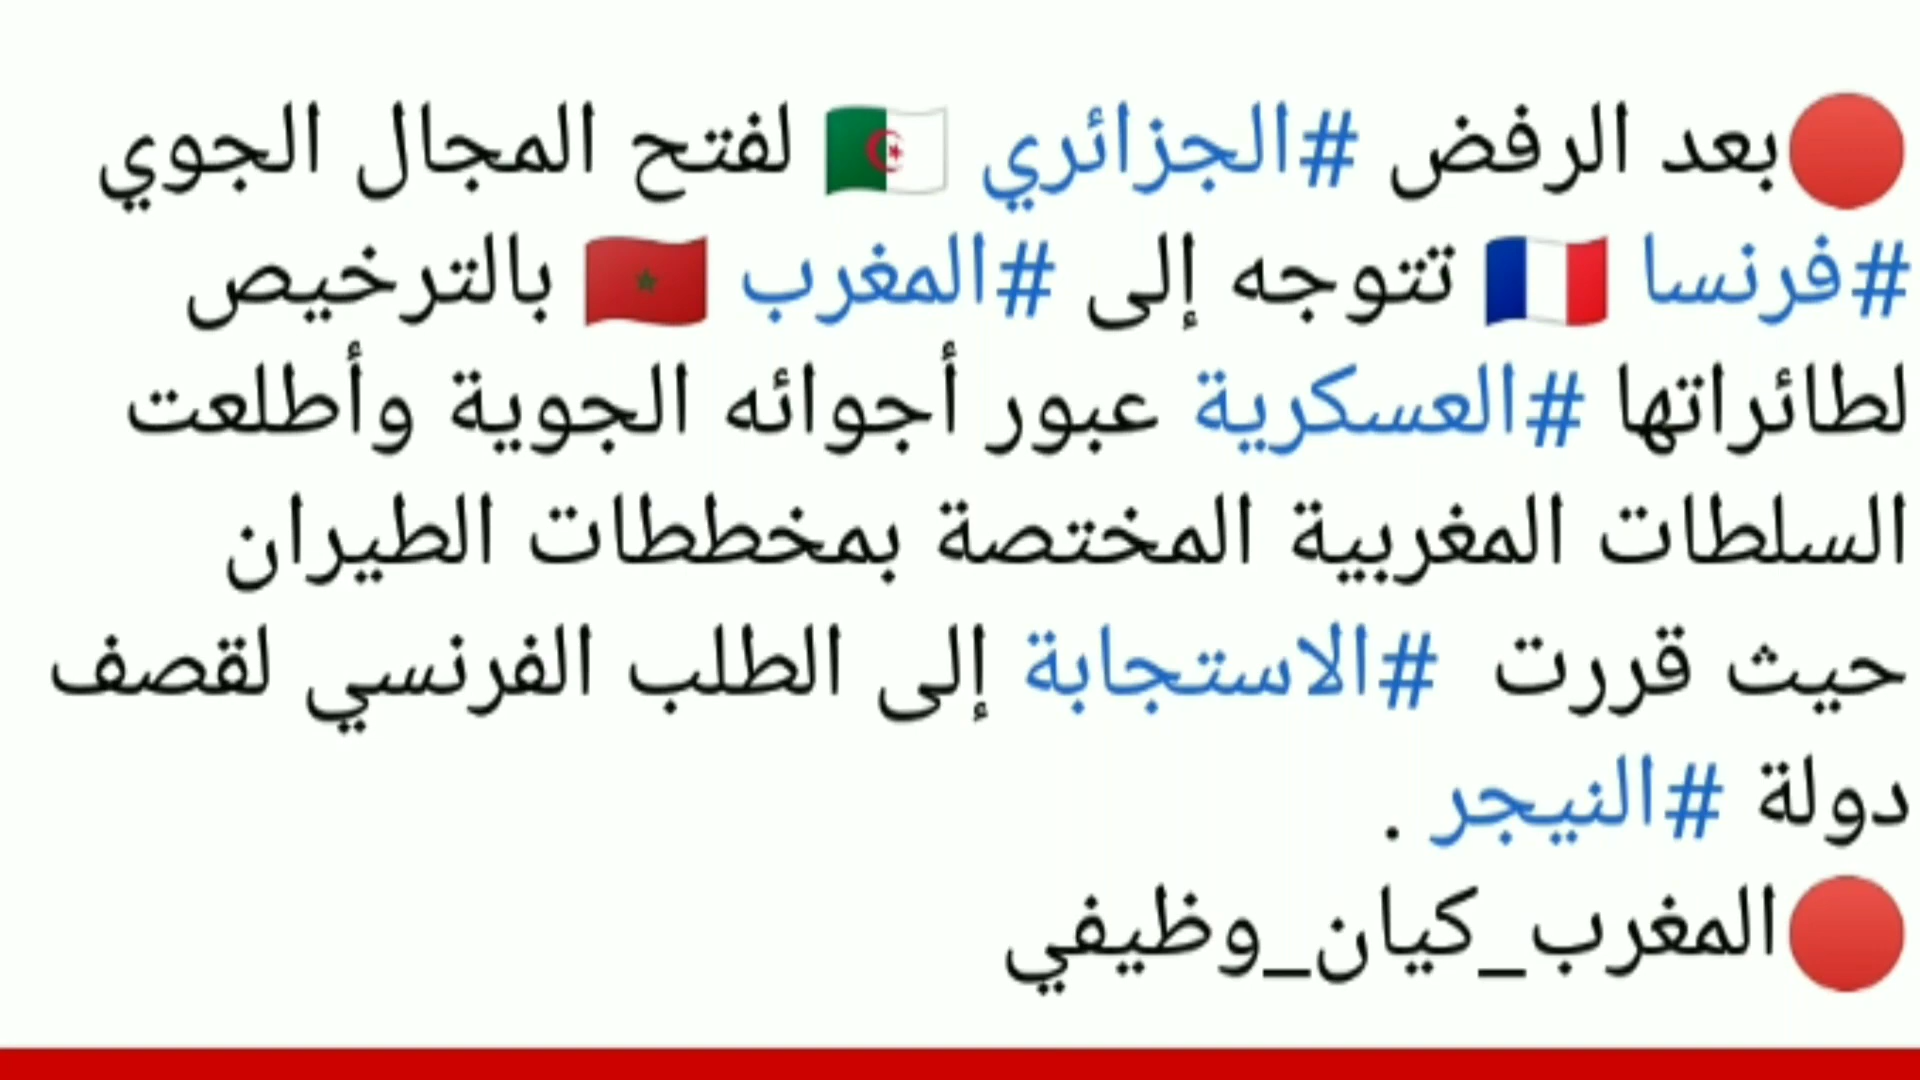 🔴بعد الرفض #الجزائري 🇩🇿 لفتح المجال الجوي
#فرنسا 🇫🇷 تتوجه إلى #المغرب 🇲🇦 بالترخيص
لطائراتها #العسكرية عبور أجوائه الجوية وأطلعت
السلطات المغربية المختصة بمخططات الطيران
حيث قررت #الاستجابة إلى الطلب الفرنسي لقصف
دولة #النيجر .
🔴المغرب_كيان_وظيفي